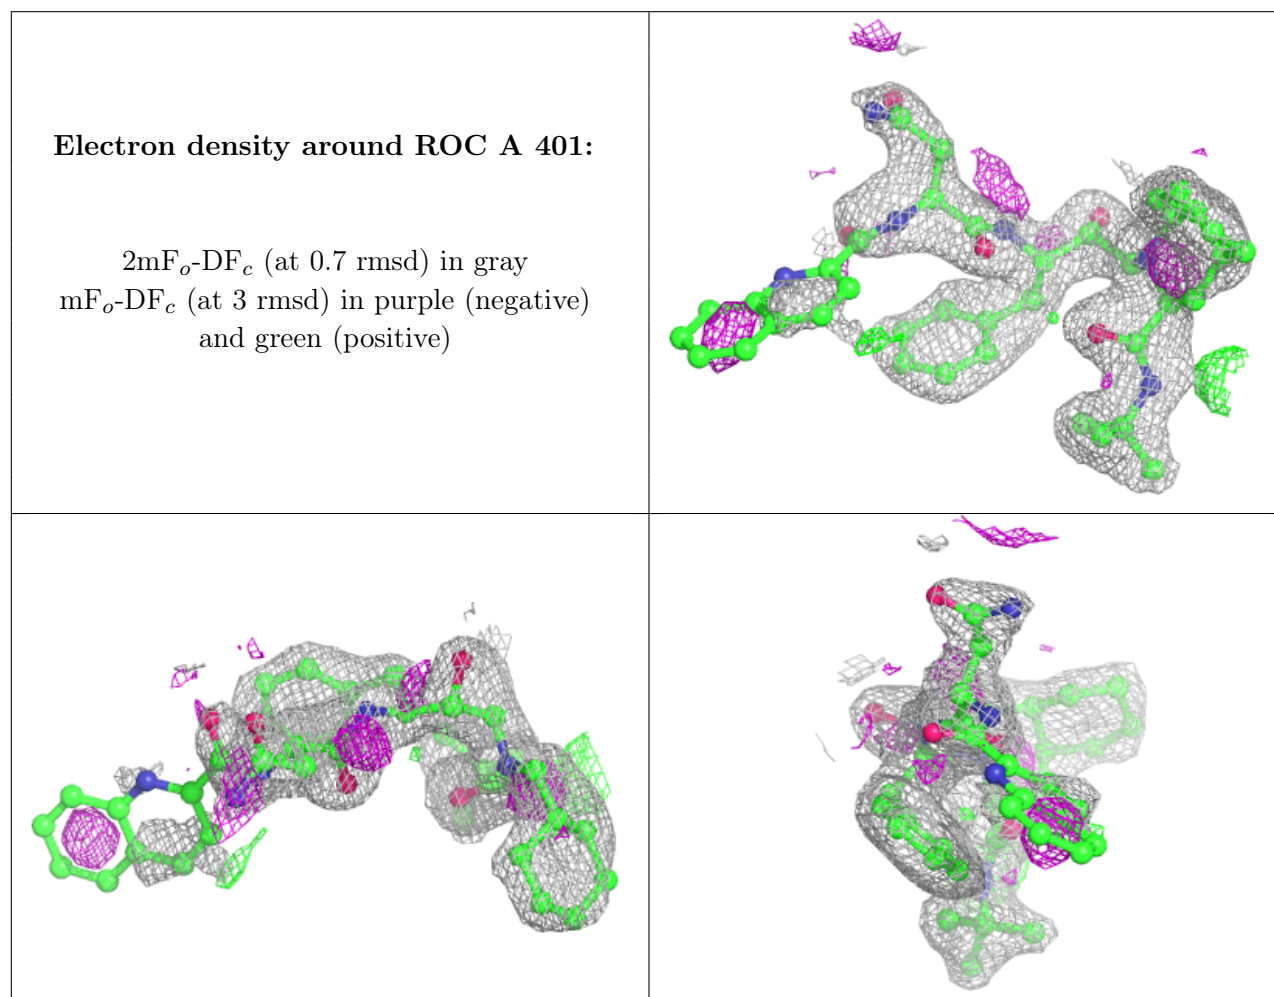 Electron density around ROC A 401:
2mFₒ-DF𝒸 (at 0.7 rmsd) in gray
mFₒ-DF𝒸 (at 3 rmsd) in purple (negative)
and green (positive)